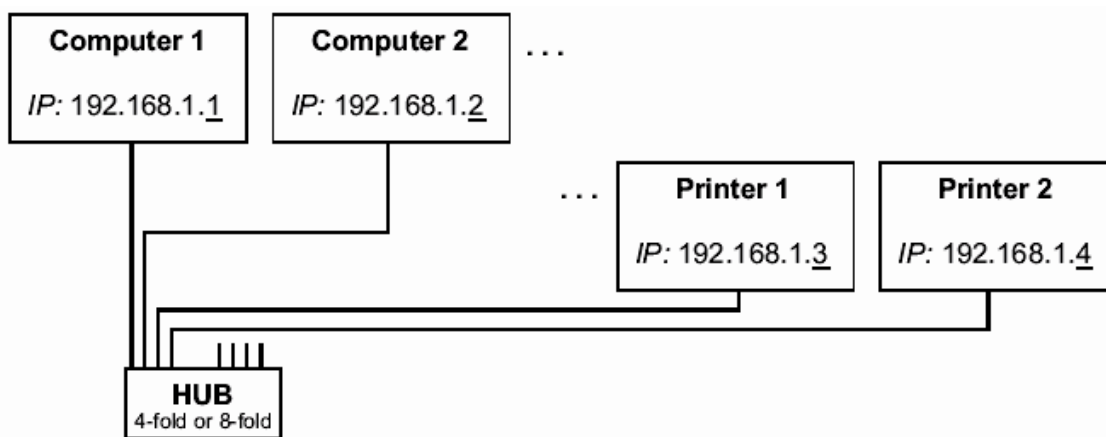 Computer 1
IP: 192.168.1.1
Computer 2
IP: 192.168.1.2
...
...
Printer 1
IP: 192.168.1.3
Printer 2
IP: 192.168.1.4
HUB
4-fold or 8-fold